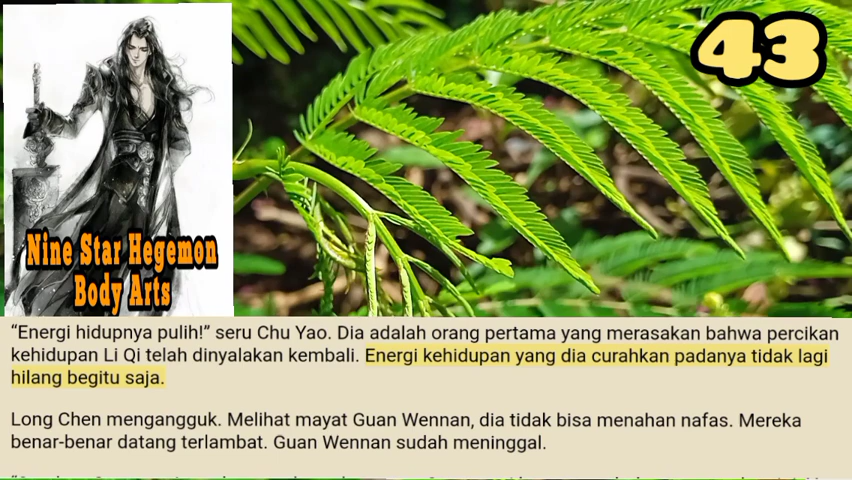 43
Nine Star Hegemon
Body Arts
“Energi hidupnya pulih!” seru Chu Yao. Dia adalah orang pertama yang merasakan bahwa percikan
kehidupan Li Qi telah dinyalakan kembali. Energi kehidupan yang dia curahkan padanya tidak lagi
hilang begitu saja.
Long Chen mengangguk. Melihat mayat Guan Wennan, dia tidak bisa menahan nafas. Mereka
benar-benar datang terlambat. Guan Wennan sudah meninggal.